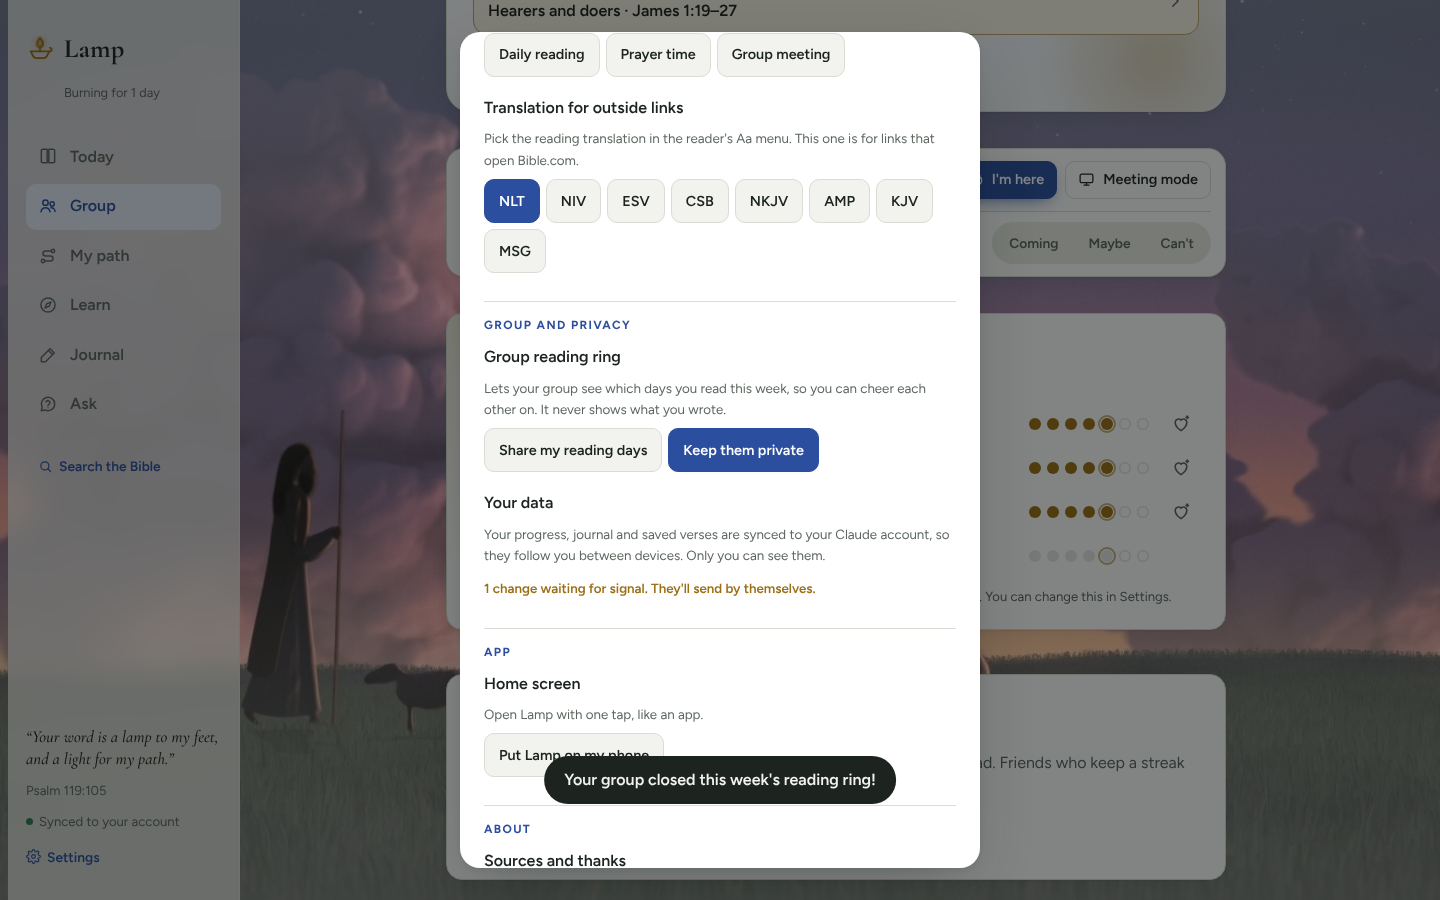 Lamp
Burning for 1 day
Today
Group
My path
Learn
Journal
Ask
Search the Bible
“Your word is a lamp to my feet,
and a light for my path.”
Psalm 119:105
Synced to your account
Settings
Hearers and doers · James 1:19–27
I'm here
Meeting mode
Coming
Maybe
Can't
You can change this in Settings.
Friends who keep a streak
Daily reading
Prayer time
Group meeting
Translation for outside links
Pick the reading translation in the reader's Aa menu. This one is for links that
open Bible.com.
NLT
NIV
ESV
CSB
NKJV
AMP
KJV
MSG
GROUP AND PRIVACY
Group reading ring
Lets your group see which days you read this week, so you can cheer each
other on. It never shows what you wrote.
Share my reading days
Keep them private
Your data
Your progress, journal and saved verses are synced to your Claude account, so
they follow you between devices. Only you can see them.
1 change waiting for signal. They'll send by themselves.
APP
Home screen
Open Lamp with one tap, like an app.
Put Lamp on my phone
Your group closed this week's reading ring!
ABOUT
Sources and thanks